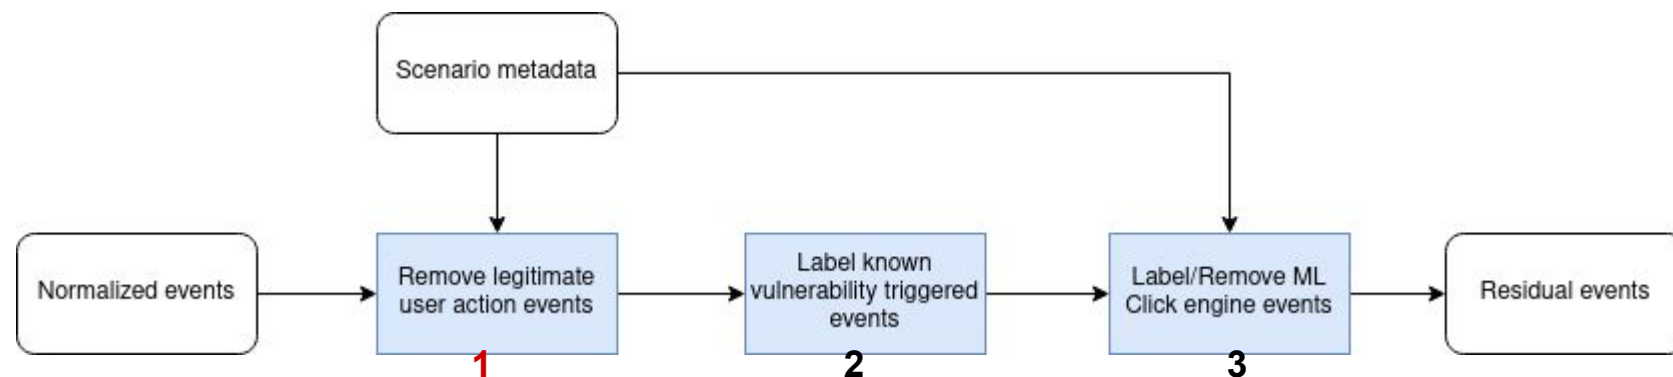 Scenario metadata
Normalized events
Remove legitimate
user action events
1
Label known
vulnerability triggered
events
2
Label/Remove ML
Click engine events
3
Residual events